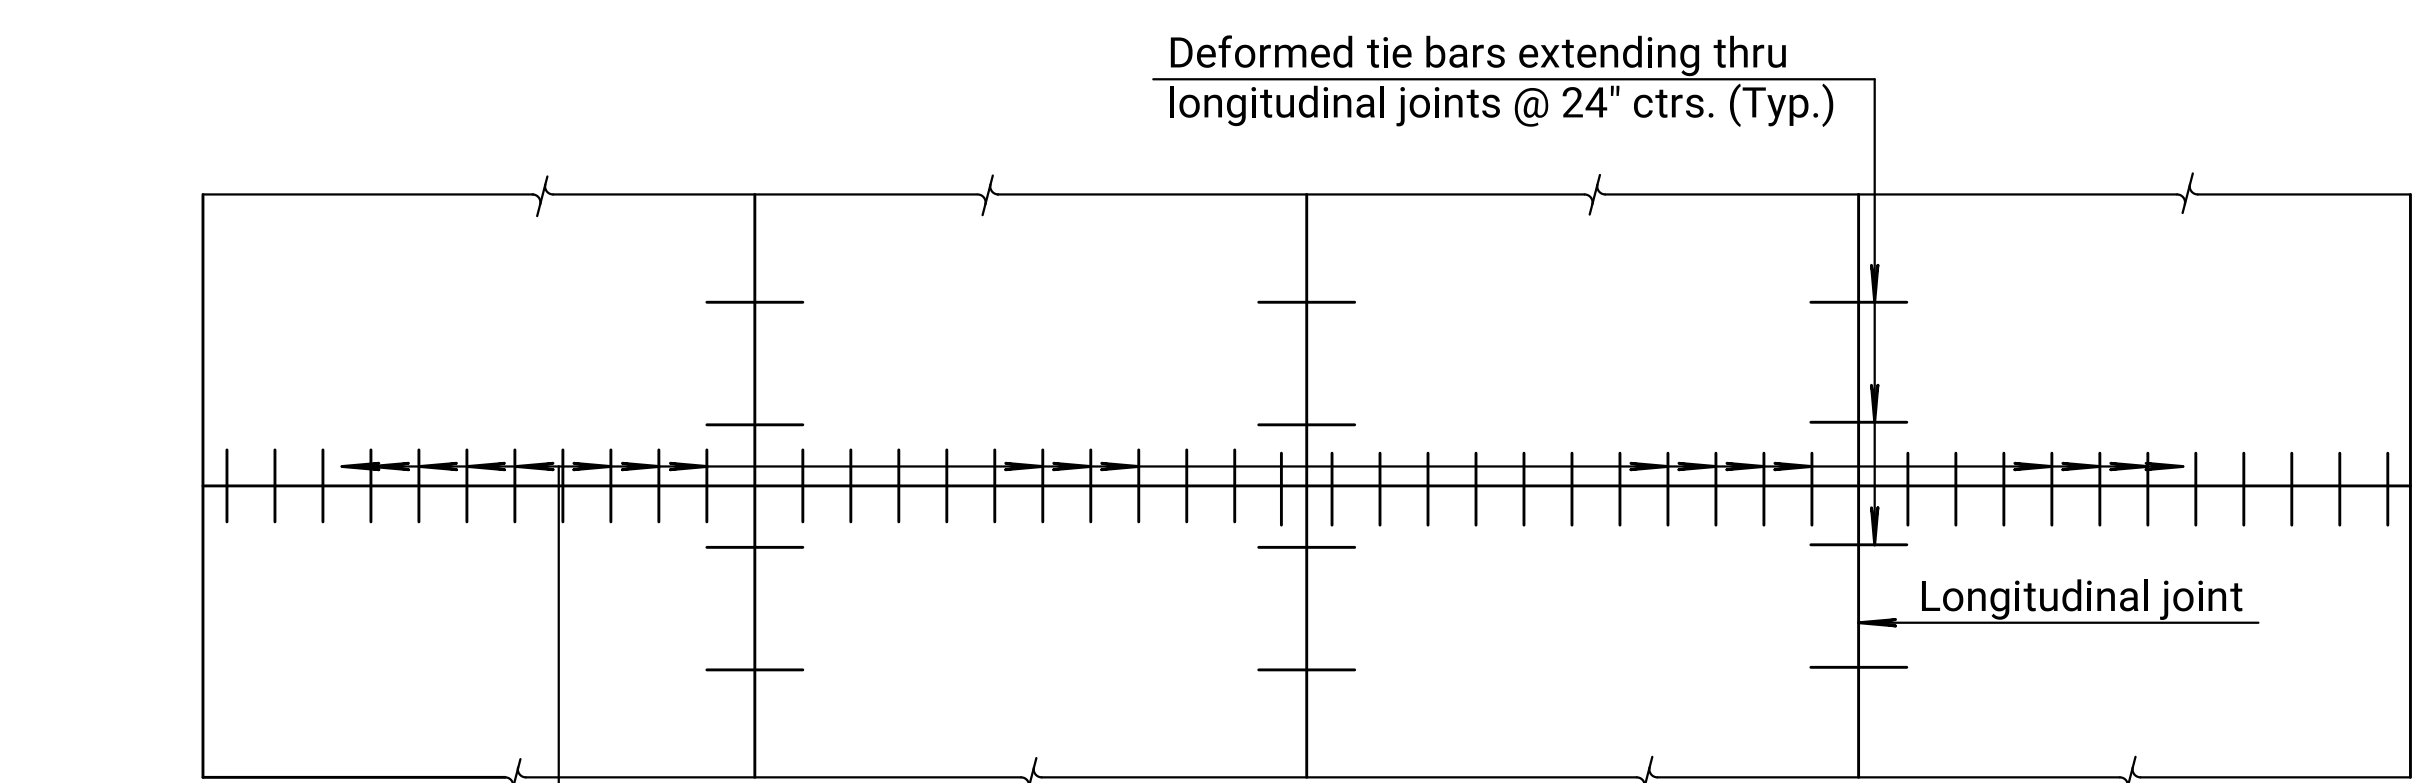 Deformed tie bars extending thru
longitudinal joints @ 24" ctrs. (Typ.)
Longitudinal joint